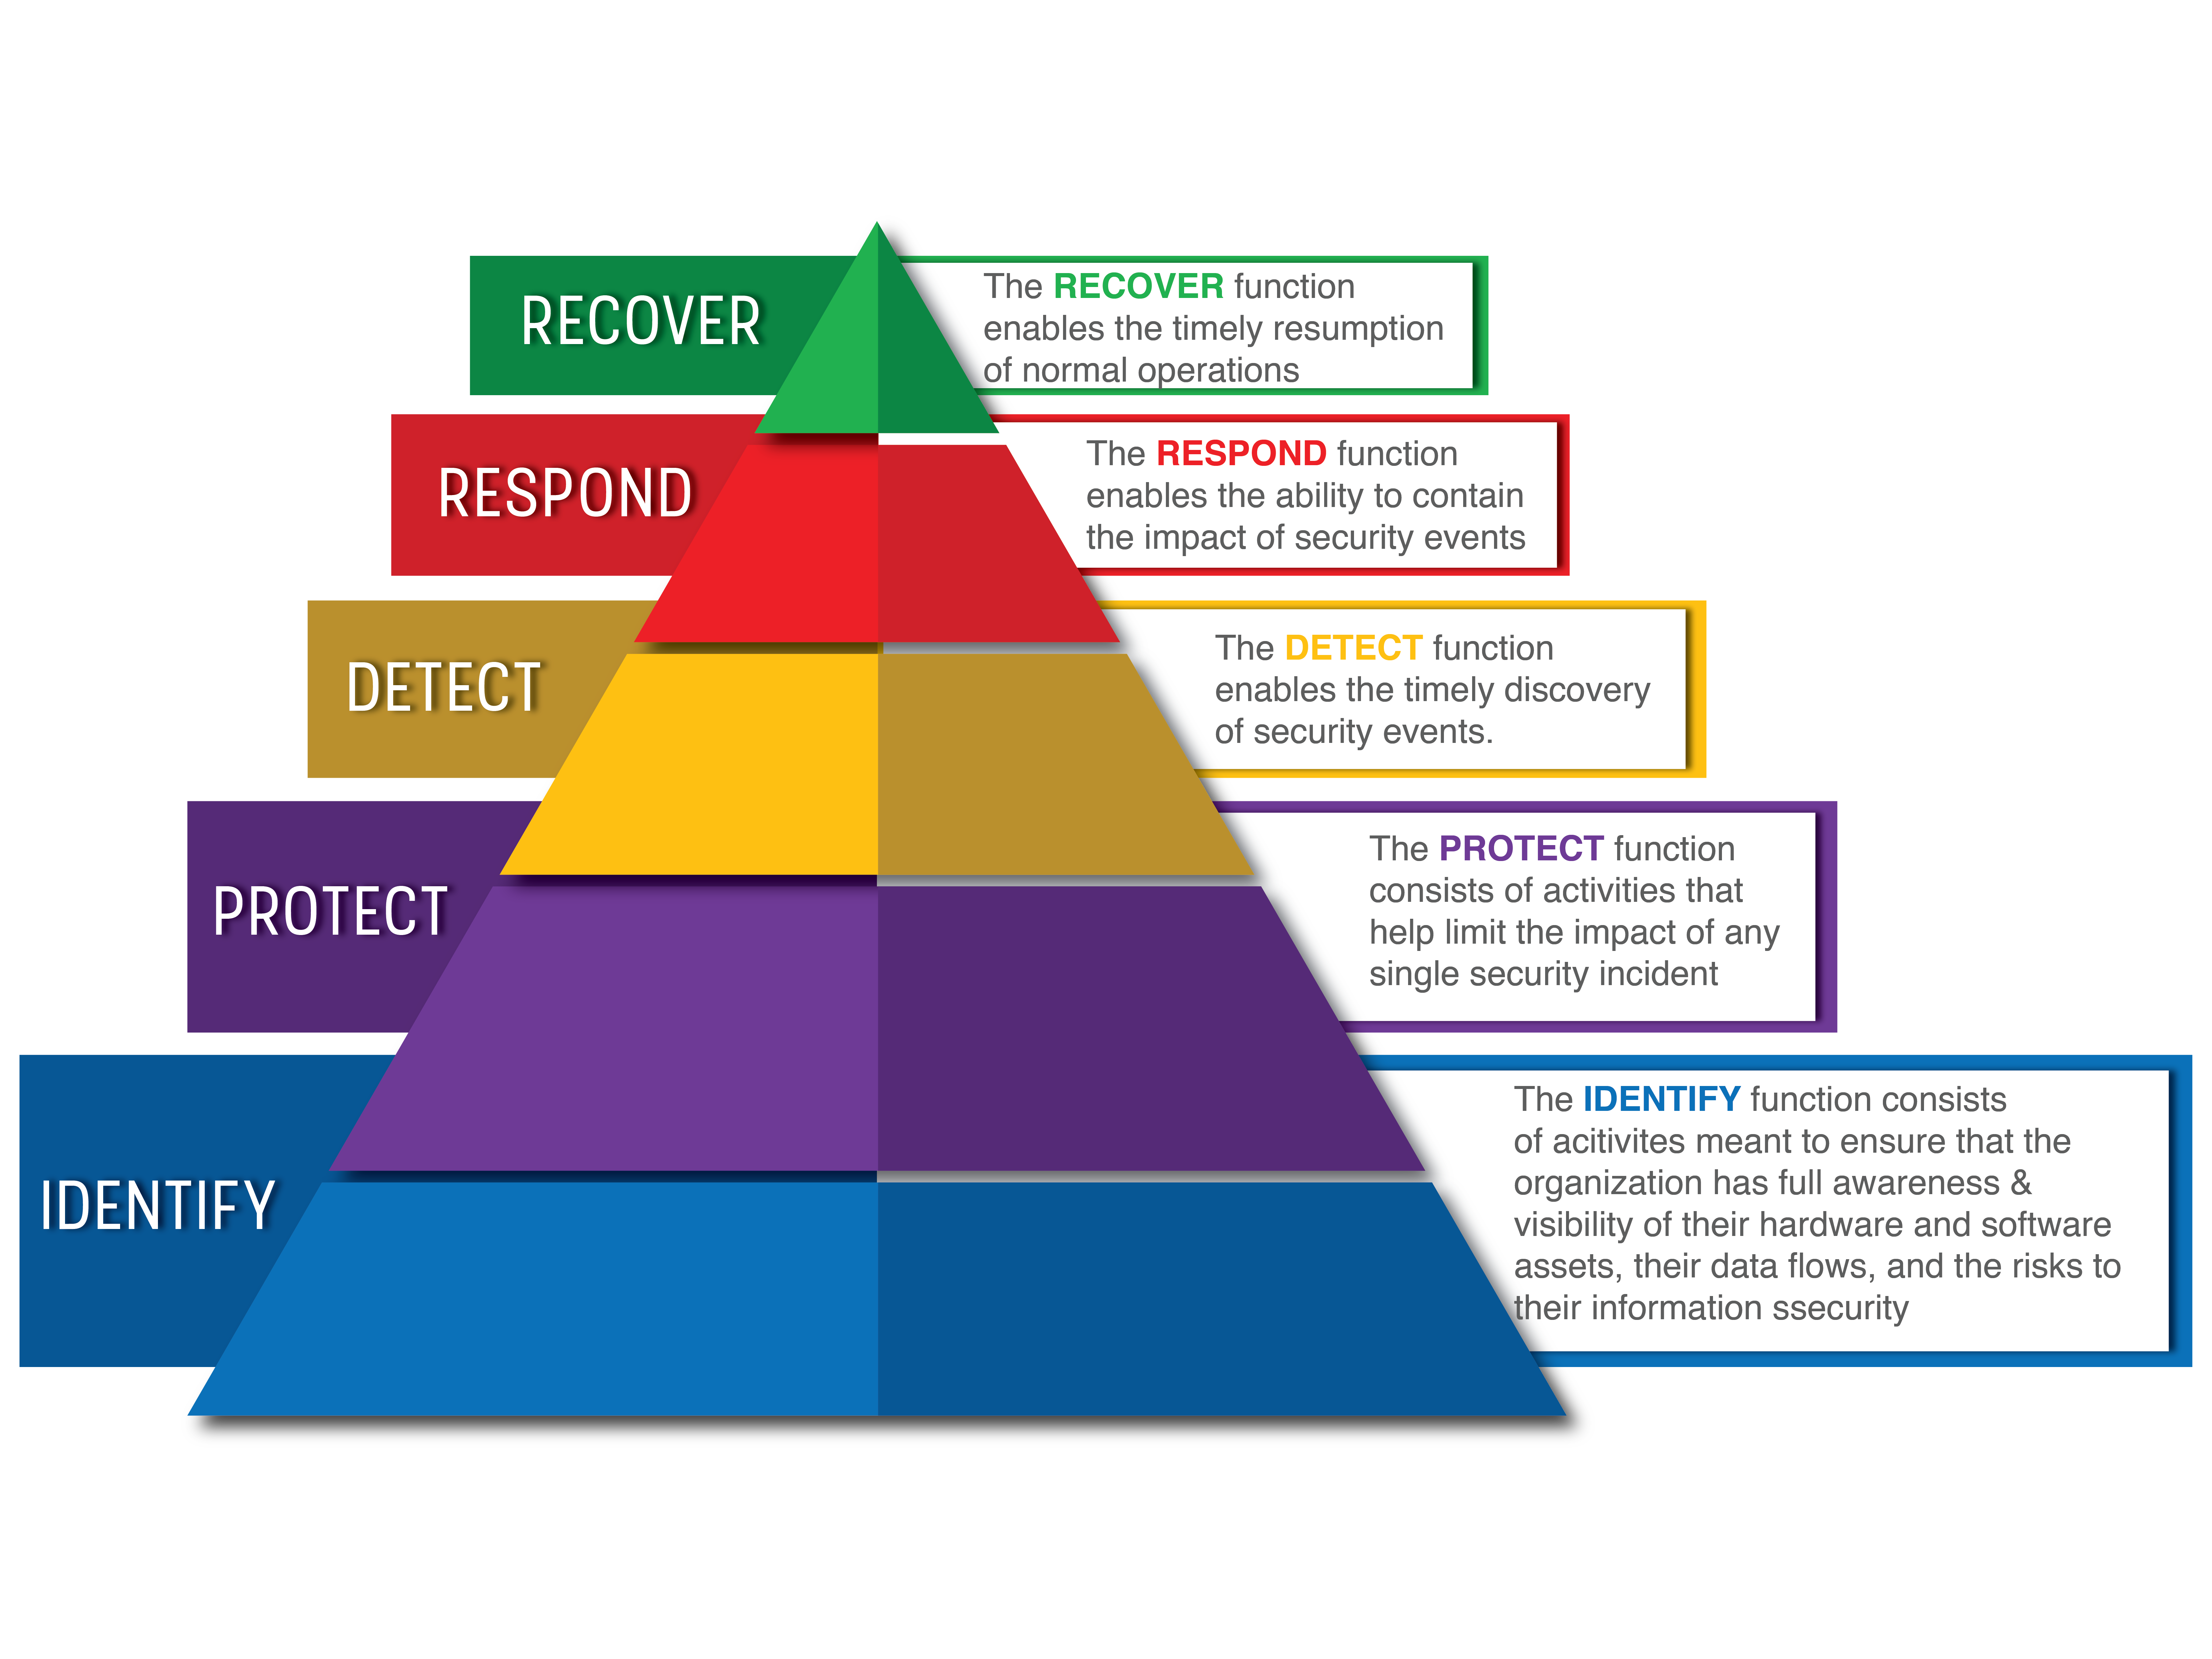 RECOVER
The RECOVER function
enables the timely resumption
of normal operations
RESPOND
The RESPOND function
enables the ability to contain
the impact of security events
DETECT
The DETECT function
enables the timely discovery
of security events.
PROTECT
The PROTECT function
consists of activities that
help limit the impact of any
single security incident
IDENTIFY
The IDENTIFY function consists
of acitivites meant to ensure that the
organization has full awareness &
visibility of their hardware and software
assets, their data flows, and the risks to
their information ssecurity